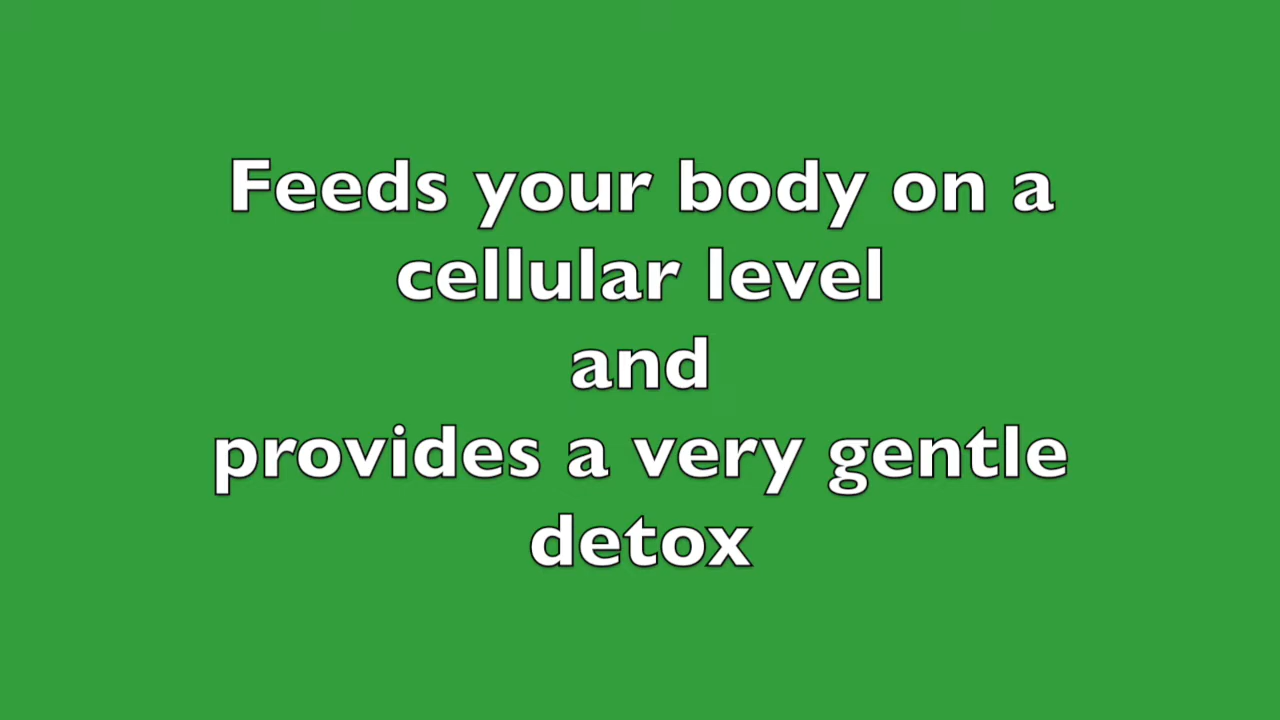 Feeds your body on a
cellular level
and
provides a very gentle
detox